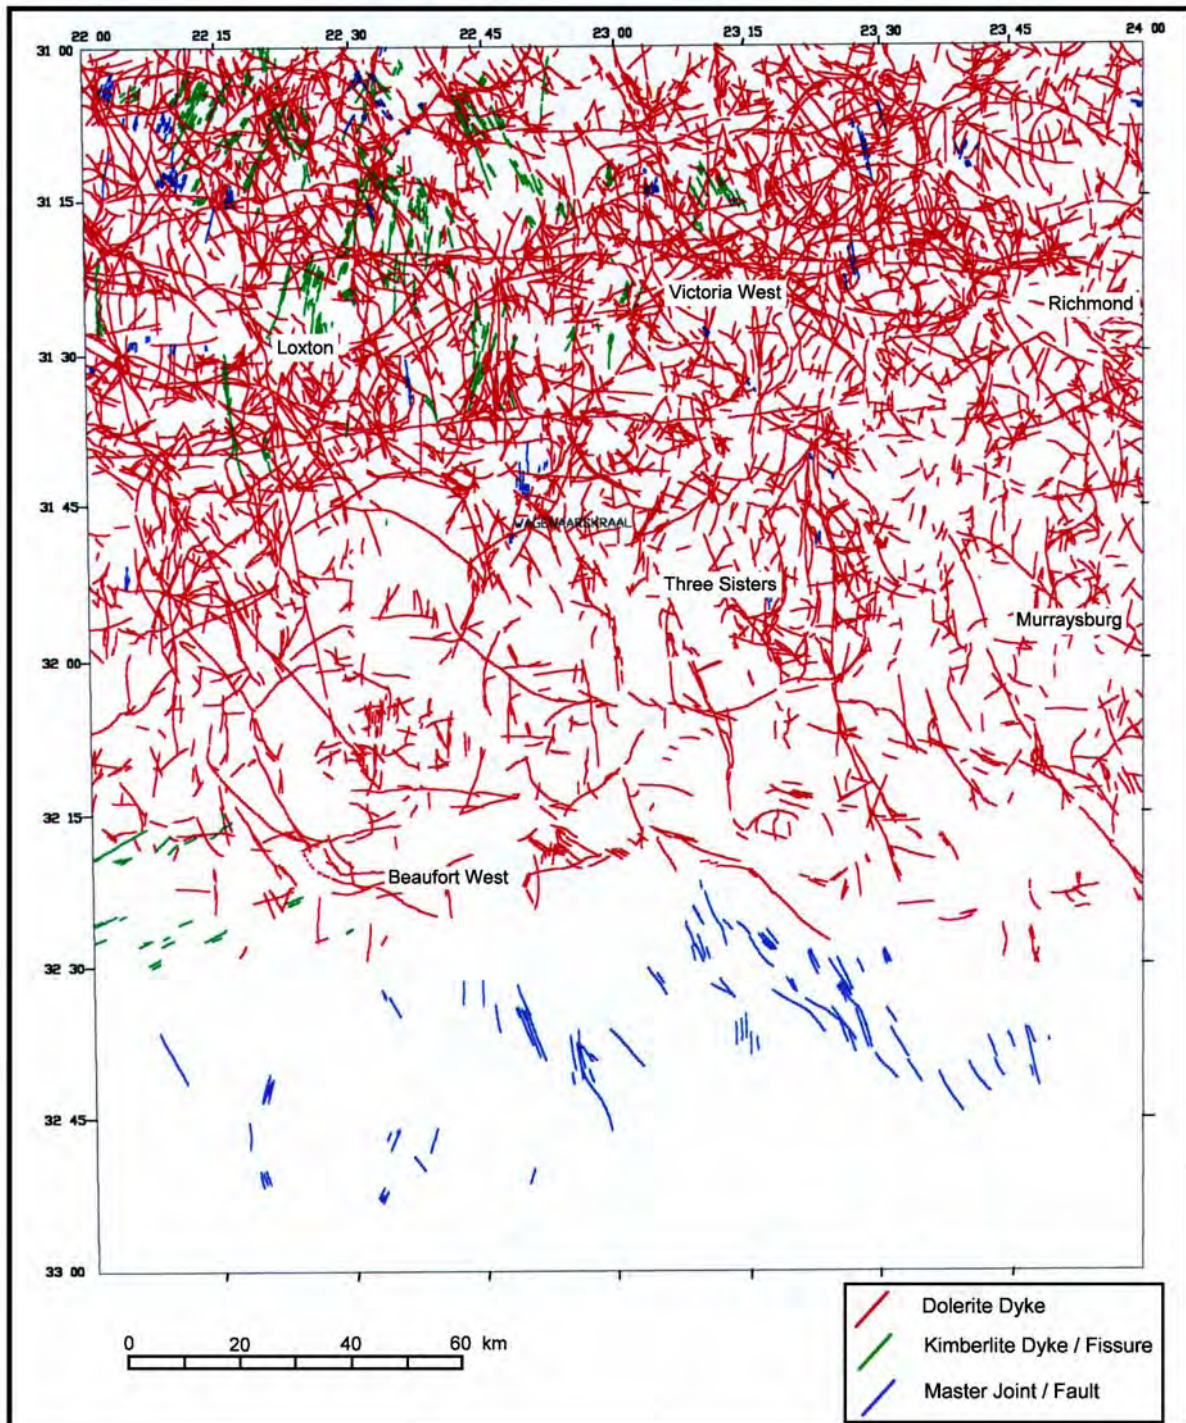 22 00 22 15 22 30 22 45 23 00 23 15 23 30 23 45 24 00
31 00
31 15
Victoria West
Richmond
Loxton
31 30
31 45
WAGENAARSKRAAL
Three Sisters
Murraysburg
32 00
32 15
Beaufort West
32 30
32 45
33 00
Dolerite Dyke
Kimberlite Dyke / Fissure
Master Joint / Fault
0 20 40 60 km